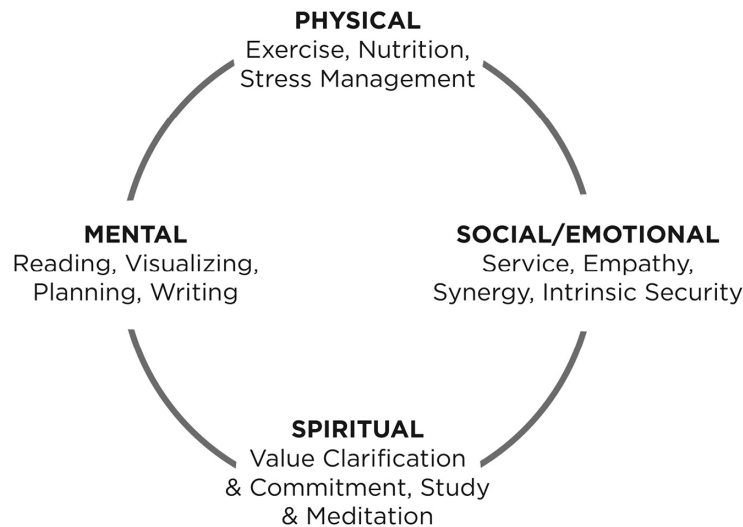 PHYSICAL
Exercise, Nutrition,
Stress Management
MENTAL
Reading, Visualizing,
Planning, Writing
SOCIAL/EMOTIONAL
Service, Empathy,
Synergy, Intrinsic Security
SPIRITUAL
Value Clarification
& Commitment, Study
& Meditation